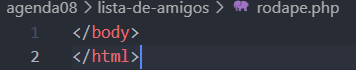 agenda08 > lista-de-amigos > rodape.php
1 </body>
2 </html>